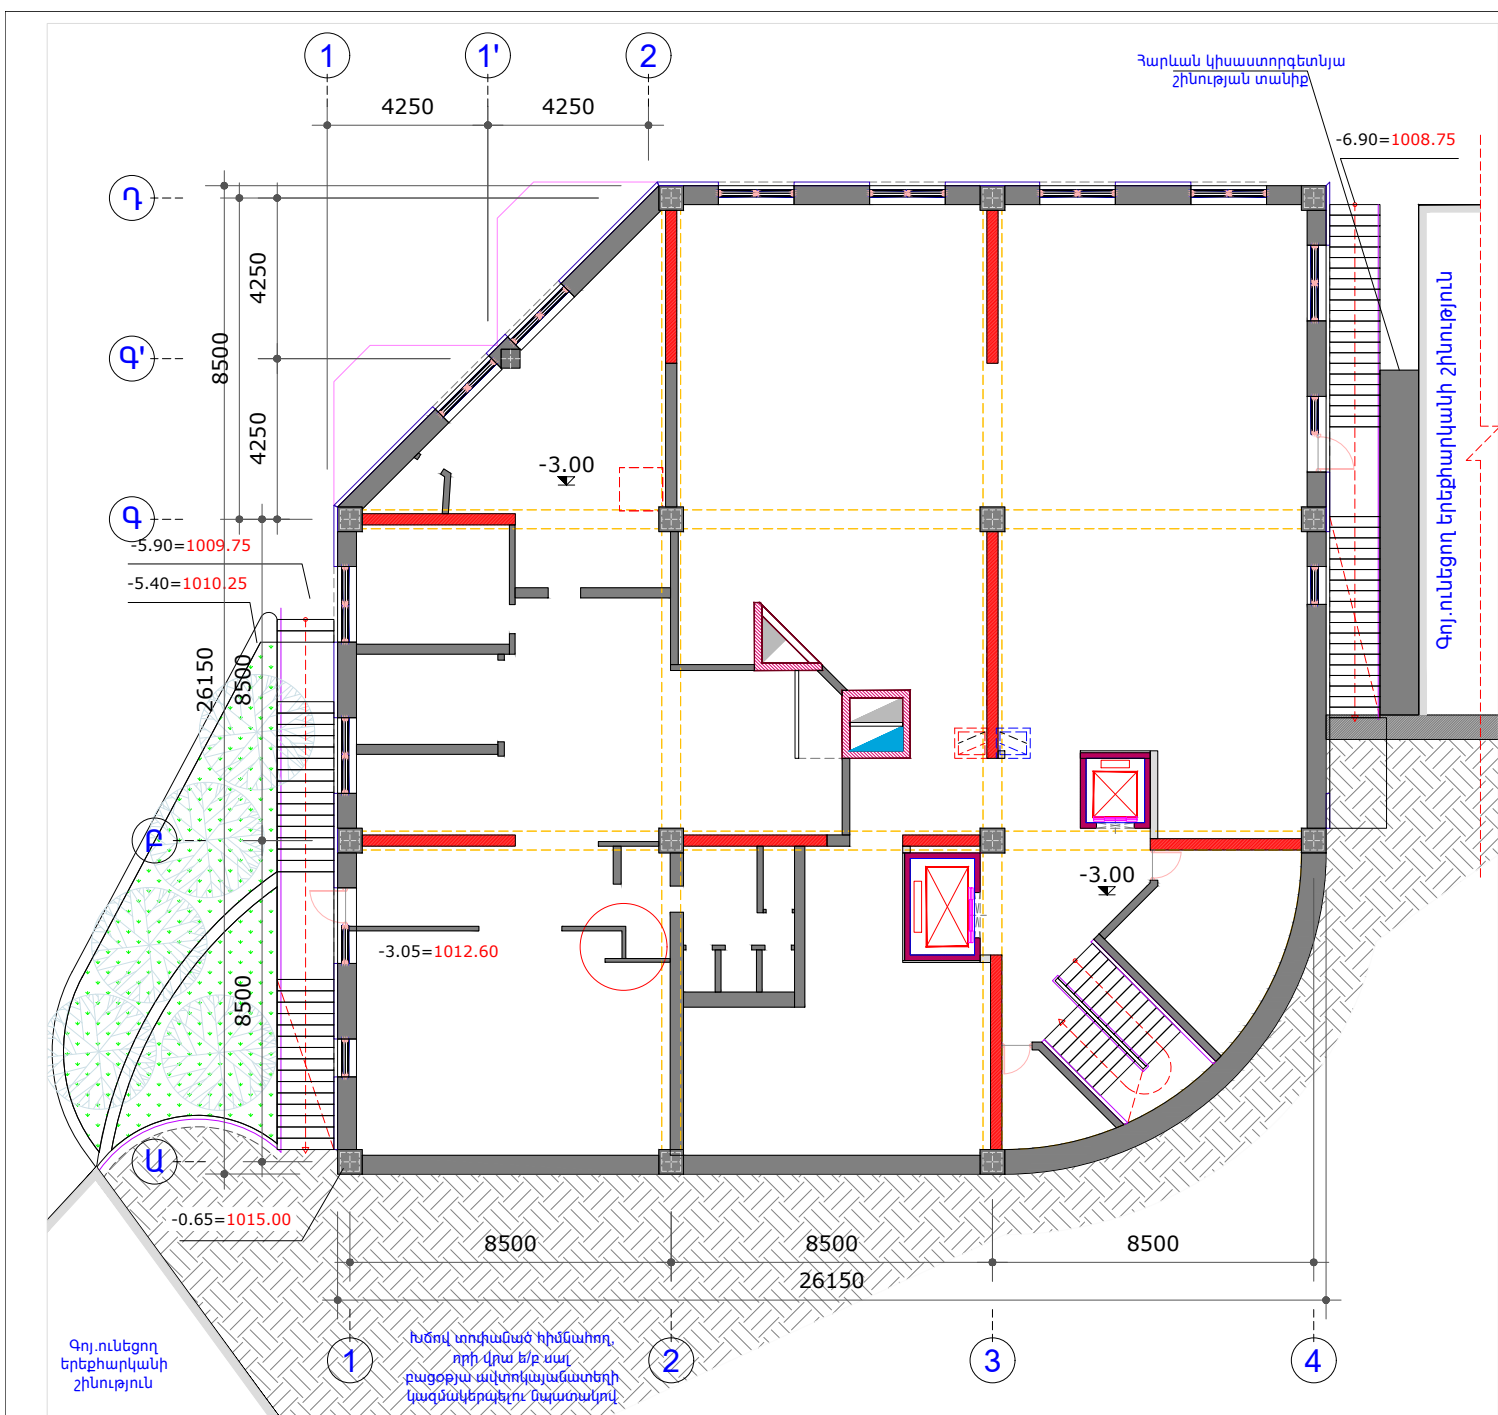 1
1'
2
Հարևան կիսաստորգետնյա
շինության տանիք
4250
4250
-6.90=1008.75
Դ
4250
Գ'
8500
4250
Գոյ.ունեցող երեքհարկանի շինություն
-3.00
Գ
-5.90=1009.75
-5.40=1010.25
26150
8500
Բ
-3.00
-3.05=1012.60
8500
Ա
-0.65=1015.00
8500
8500
8500
26150
Գոյ.ունեցող
երեքհարկանի
շինություն
1
2
3
4
Խճով տոփանած հիմնահող,
որի վրա ե/բ սալ
բացօթյա ավտոկայանատեղի
կազմակերպելու նպատակով